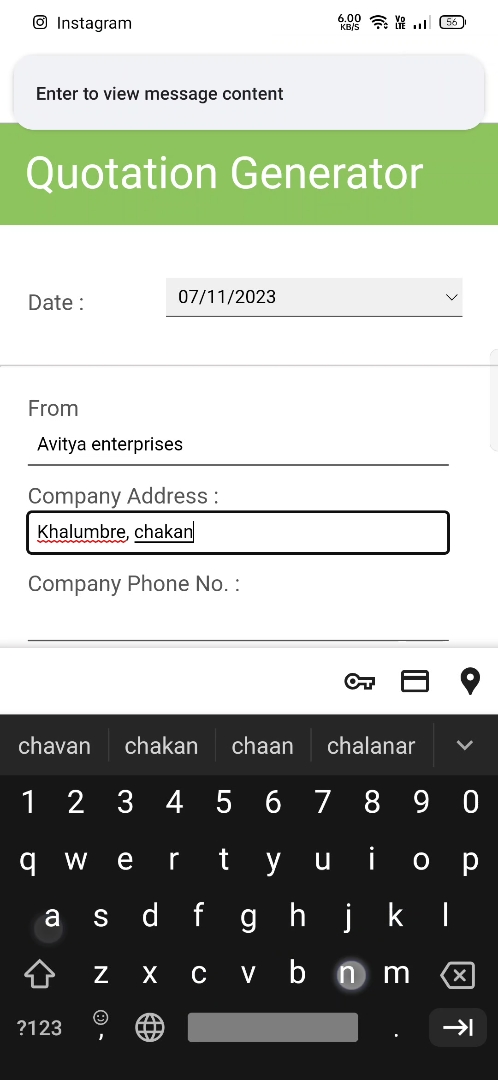 Instagram 6.00 KB/S Vo LTE 56
Enter to view message content
Quotation Generator
Date : 07/11/2023
From
Avitya enterprises
Company Address :
Khalumbre, chakan
Company Phone No. :
chavan chakan chaan chalanar
1 2 3 4 5 6 7 8 9 0
q w e r t y u i o p
a s d f g h j k l
z x c v b n m
?123 , .